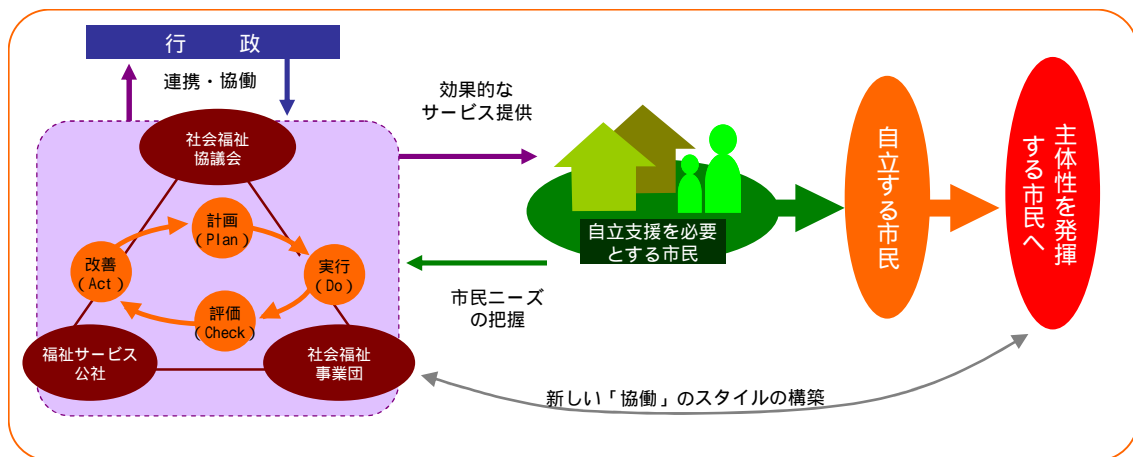 行　政
連携・協働
社会福祉
協議会
計画
(Plan)
改善
(Act)
実行
(Do)
評価
(Check)
福祉サービス
公社
社会福祉
事業団
効果的な
サービス提供
市民ニーズ
の把握
自立支援を必要
とする市民
自立する市民
主体性を発揮
する市民へ
新しい「協働」のスタイルの構築